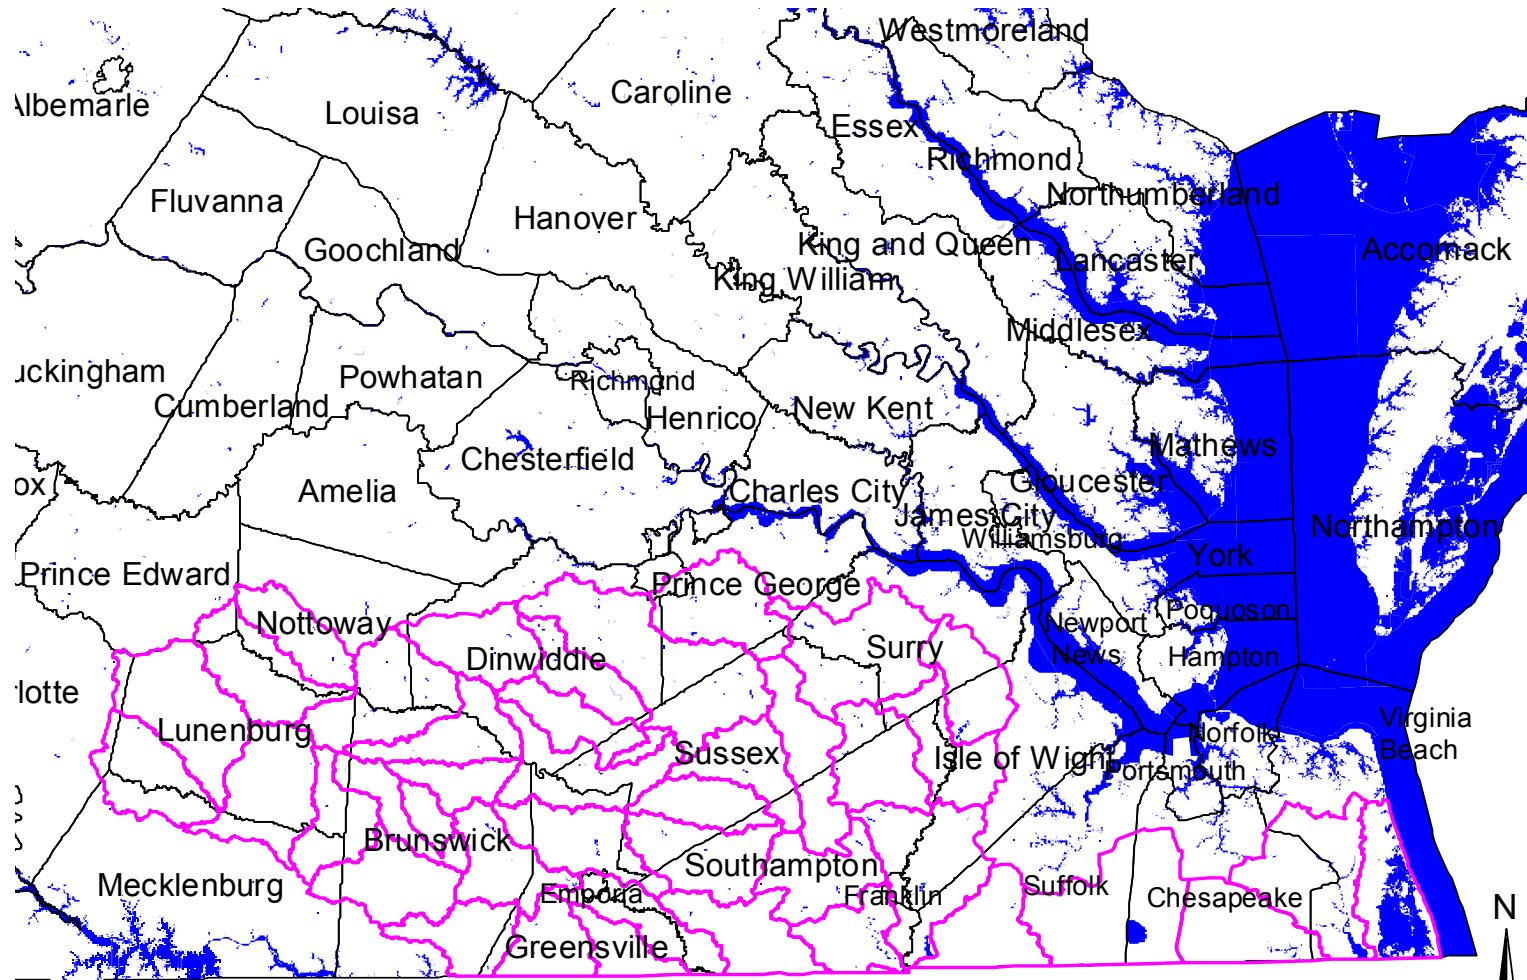 Westmoreland
Caroline
Albemarle
Louisa
Essex
Richmond
Northumberland
Fluvanna
Hanover
King and Queen
Accomack
Goochland
Lancaster
King William
Middlesex
uckingham
Powhatan
Richmond
Cumberland
New Kent
Henrico
Mathews
Chesterfield
ox
Amelia
Charles City
Gloucester
James City
Northampton
Williamsburg
York
Prince Edward
Prince George
Poquoson
Nottoway
Newport
News
Surry
Hampton
Dinwiddie
rlotte
Virginia
Beach
Lunenburg
Norfolk
Sussex
Isle of Wight
Portsmouth
Brunswick
Southampton
Mecklenburg
Emporia
Franklin
Suffolk
Chesapeake
N
Greensville